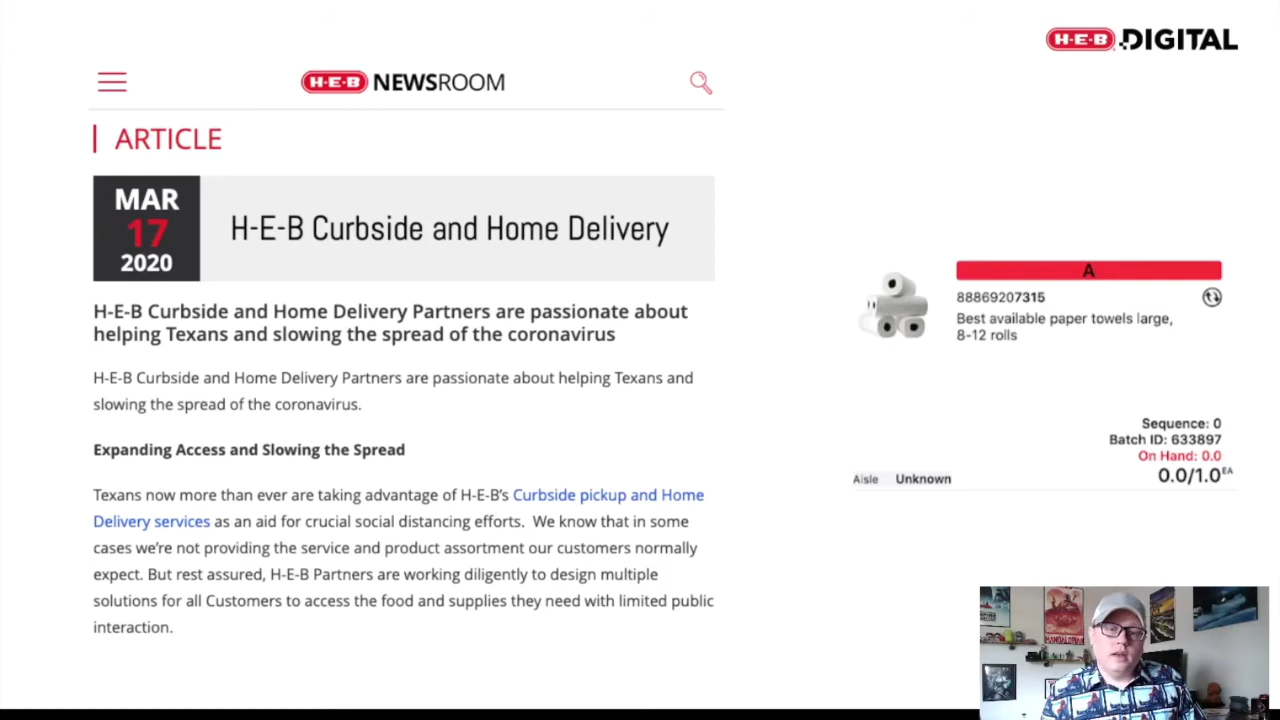 H-E-B DIGITAL
H-E-B NEWSROOM
ARTICLE
MAR
17
2020
H-E-B Curbside and Home Delivery
H-E-B Curbside and Home Delivery Partners are passionate about
helping Texans and slowing the spread of the coronavirus
H-E-B Curbside and Home Delivery Partners are passionate about helping Texans and
slowing the spread of the coronavirus.
Expanding Access and Slowing the Spread
Texans now more than ever are taking advantage of H-E-B’s Curbside pickup and Home
Delivery services as an aid for crucial social distancing efforts.  We know that in some
cases we’re not providing the service and product assortment our customers normally
expect. But rest assured, H-E-B Partners are working diligently to design multiple
solutions for all Customers to access the food and supplies they need with limited public
interaction.
A
88869207315
Best available paper towels large,
8-12 rolls
Sequence: 0
Batch ID: 633897
On Hand: 0.0
0.0/1.0EA
Aisle Unknown
MANDALORIAN